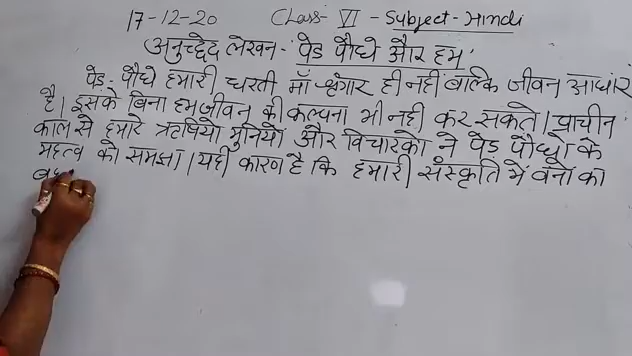 17-12-20 Class- VI - Subject- Hindi
अनुच्छेद लेखन- पेड़ पौधे और हम
पेड़- पौधे हमारी धरती माँ-श्रृंगार ही नहीं बल्कि जीवन आधार
है। इसके बिना हम जीवन की कल्पना भी नहीं कर सकते। प्राचीन
काल से हमारे ऋषियो मुनियो और विचारको ने पेड़ पौधो के
महत्व को समझा। यही कारण है कि हमारी संस्कृति में वनों का